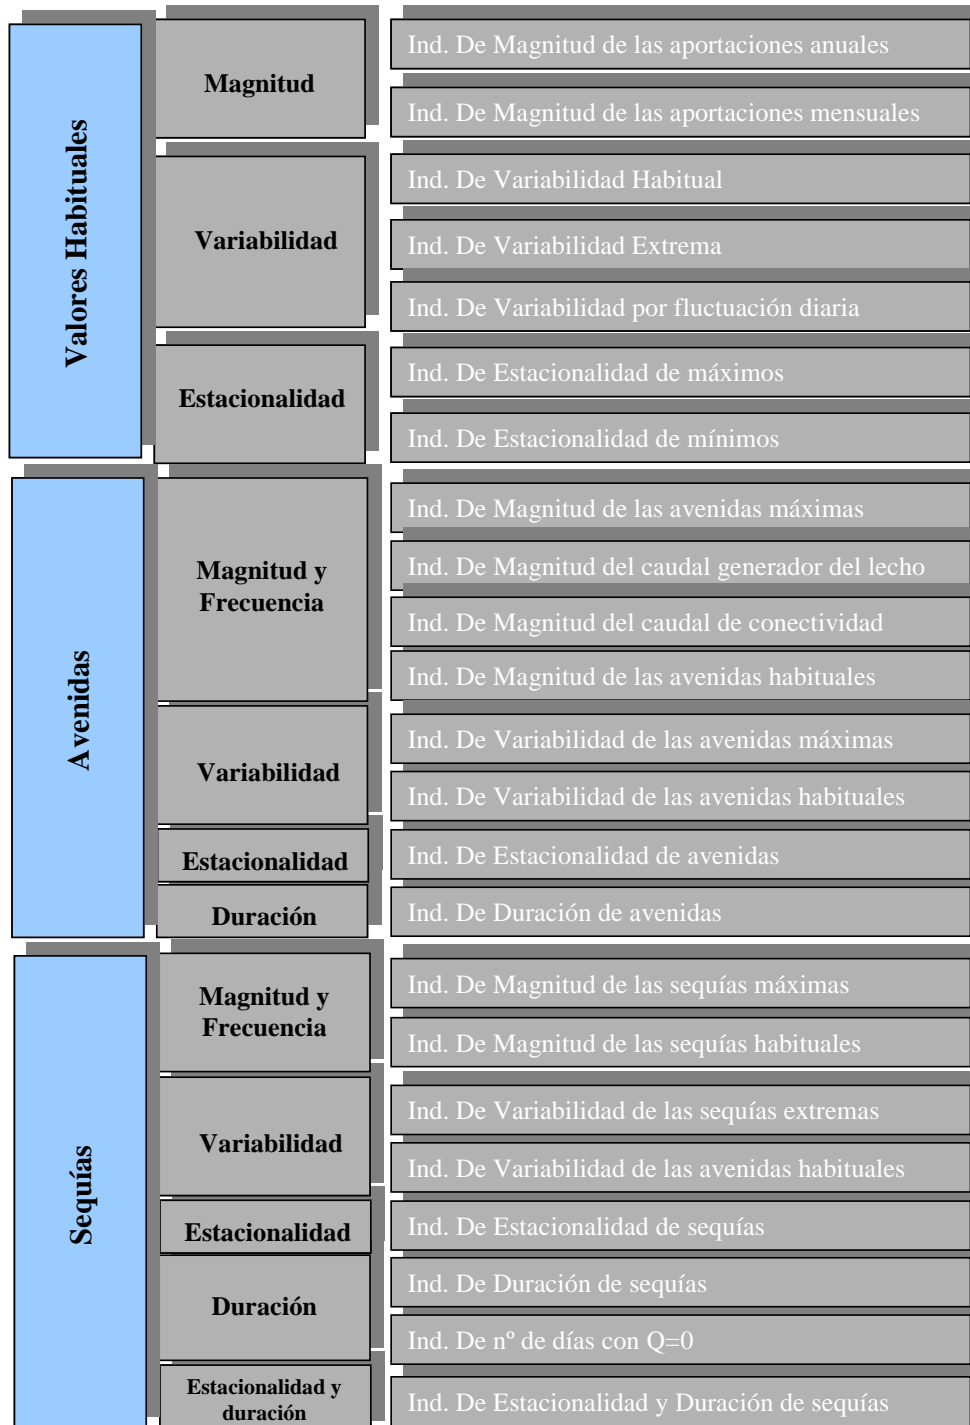 Valores Habituales
Magnitud
Ind. De Magnitud de las aportaciones anuales
Ind. De Magnitud de las aportaciones mensuales
Variabilidad
Ind. De Variabilidad Habitual
Ind. De Variabilidad Extrema
Ind. De Variabilidad por fluctuación diaria
Estacionalidad
Ind. De Estacionalidad de máximos
Ind. De Estacionalidad de mínimos
Avenidas
Magnitud y
Frecuencia
Ind. De Magnitud de las avenidas máximas
Ind. De Magnitud del caudal generador del lecho
Ind. De Magnitud del caudal de conectividad
Ind. De Magnitud de las avenidas habituales
Variabilidad
Ind. De Variabilidad de las avenidas máximas
Ind. De Variabilidad de las avenidas habituales
Estacionalidad
Ind. De Estacionalidad de avenidas
Duración
Ind. De Duración de avenidas
Sequías
Magnitud y
Frecuencia
Ind. De Magnitud de las sequías máximas
Ind. De Magnitud de las sequías habituales
Variabilidad
Ind. De Variabilidad de las sequías extremas
Ind. De Variabilidad de las avenidas habituales
Estacionalidad
Ind. De Estacionalidad de sequías
Duración
Ind. De Duración de sequías
Ind. De nº de días con Q=0
Estacionalidad y
duración
Ind. De Estacionalidad y Duración de sequías